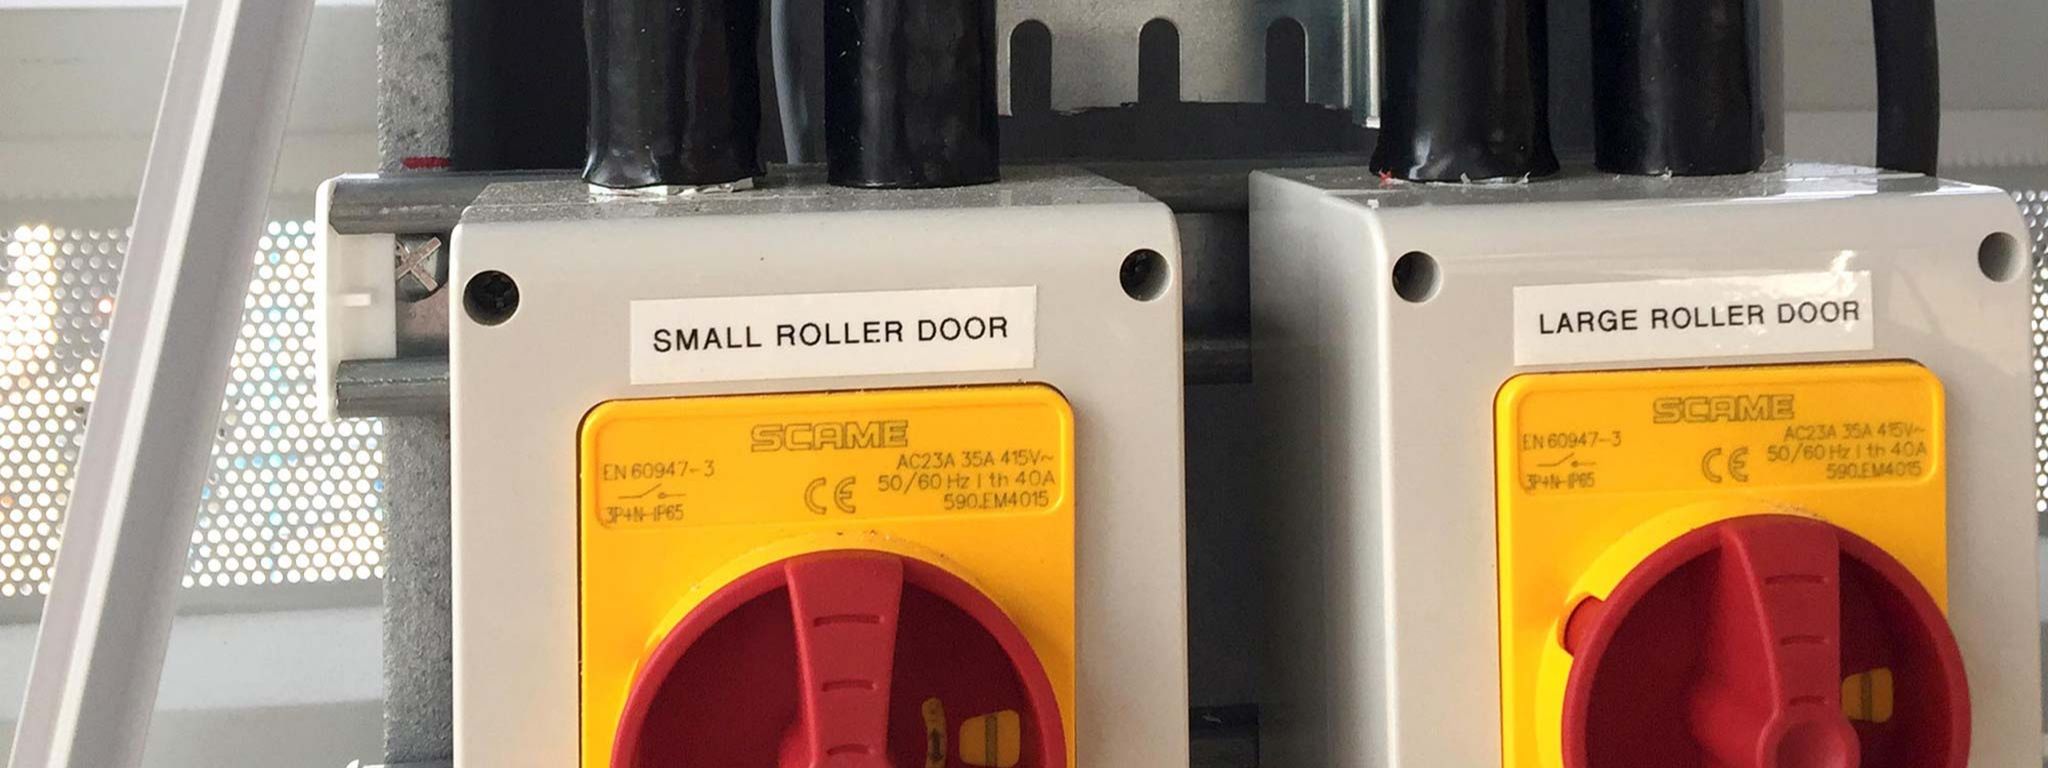 SMALL ROLLER DOOR
SCAME
EN 60947-3
3P+N-IP65
CE
AC23A 35A 415V~
50/60 Hz I th 40A
590.EM4015
LARGE ROLLER DOOR
SCAME
EN 60947-3
3P+N-IP65
CE
AC23A 35A 415V~
50/60 Hz I th 40A
590.EM4015